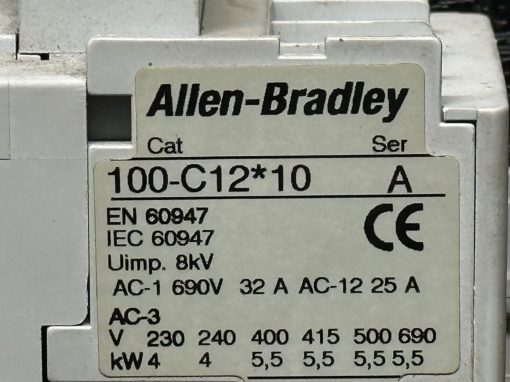 Allen-Bradley
Cat Ser
100-C12*10 A
EN 60947
IEC 60947
CE
Uimp. 8kV
AC-1 690V 32 A AC-12 25 A
AC-3
V 230 240 400 415 500 690
kW 4 4 5,5 5,5 5,5 5,5